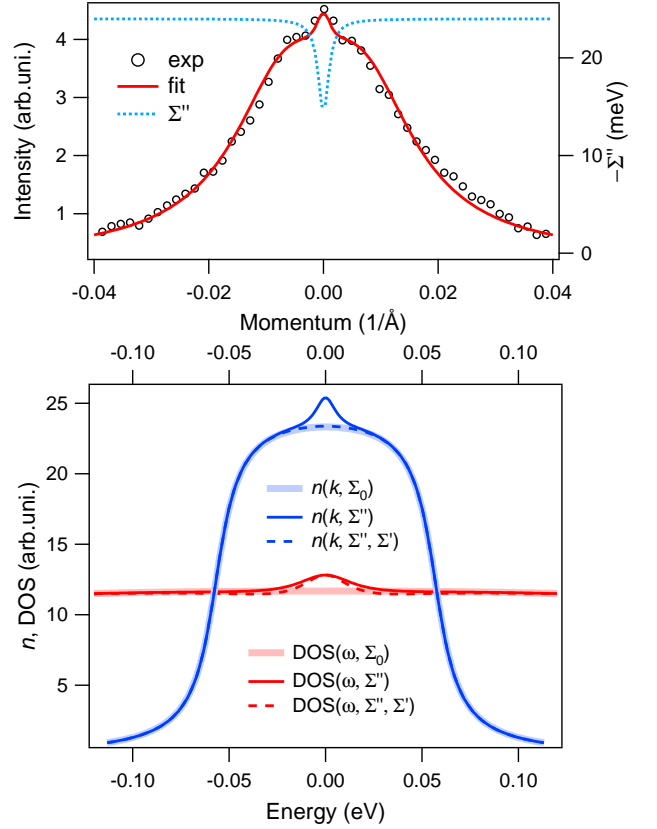 4
3
2
1
Intensity (arb.uni.)
exp
fit
Σ''
20
10
0
−Σ'' (meV)
-0.04
-0.02
0.00
0.02
0.04
Momentum (1/Å)
-0.10
-0.05
0.00
0.05
0.10
25
20
15
10
5
n, DOS (arb.uni.)
n(k, Σ0)
n(k, Σ'')
n(k, Σ'', Σ')
DOS(ω, Σ0)
DOS(ω, Σ'')
DOS(ω, Σ'', Σ')
-0.10
-0.05
0.00
0.05
0.10
Energy (eV)